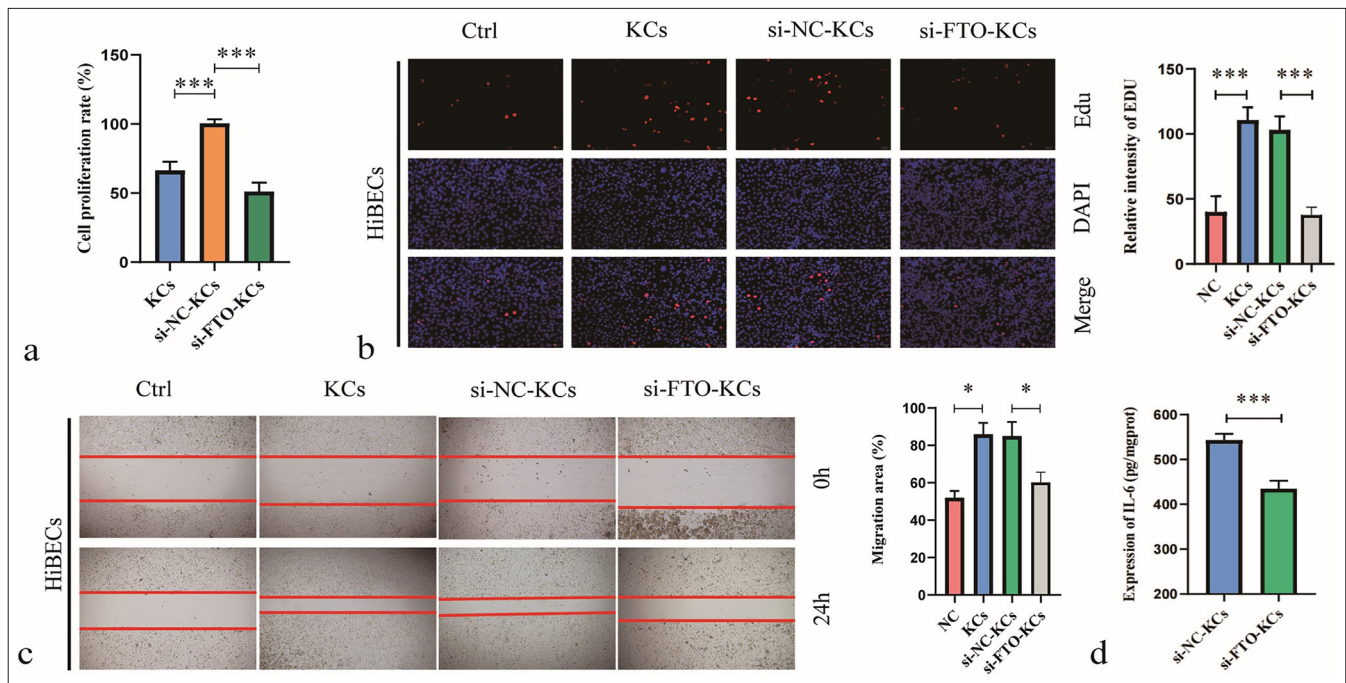 a
Cell proliferation rate (%)
150
100
50
0
***
***
KCs
si-NC-KCs
si-FTO-KCs
b
HiBECs
Ctrl
KCs
si-NC-KCs
si-FTO-KCs
Edu
DAPI
Merge
Relative intensity of EDU
150
100
50
0
***
***
NC
KCs
si-NC-KCs
si-FTO-KCs
c
HiBECs
Ctrl
KCs
si-NC-KCs
si-FTO-KCs
0h
24h
Migration area (%)
100
80
60
40
20
0
*
*
NC
KCs
si-NC-KCs
si-FTO-KCs
d
Expression of IL-6 (pg/mgprot)
600
500
400
300
200
***
si-NC-KCs
si-FTO-KCs